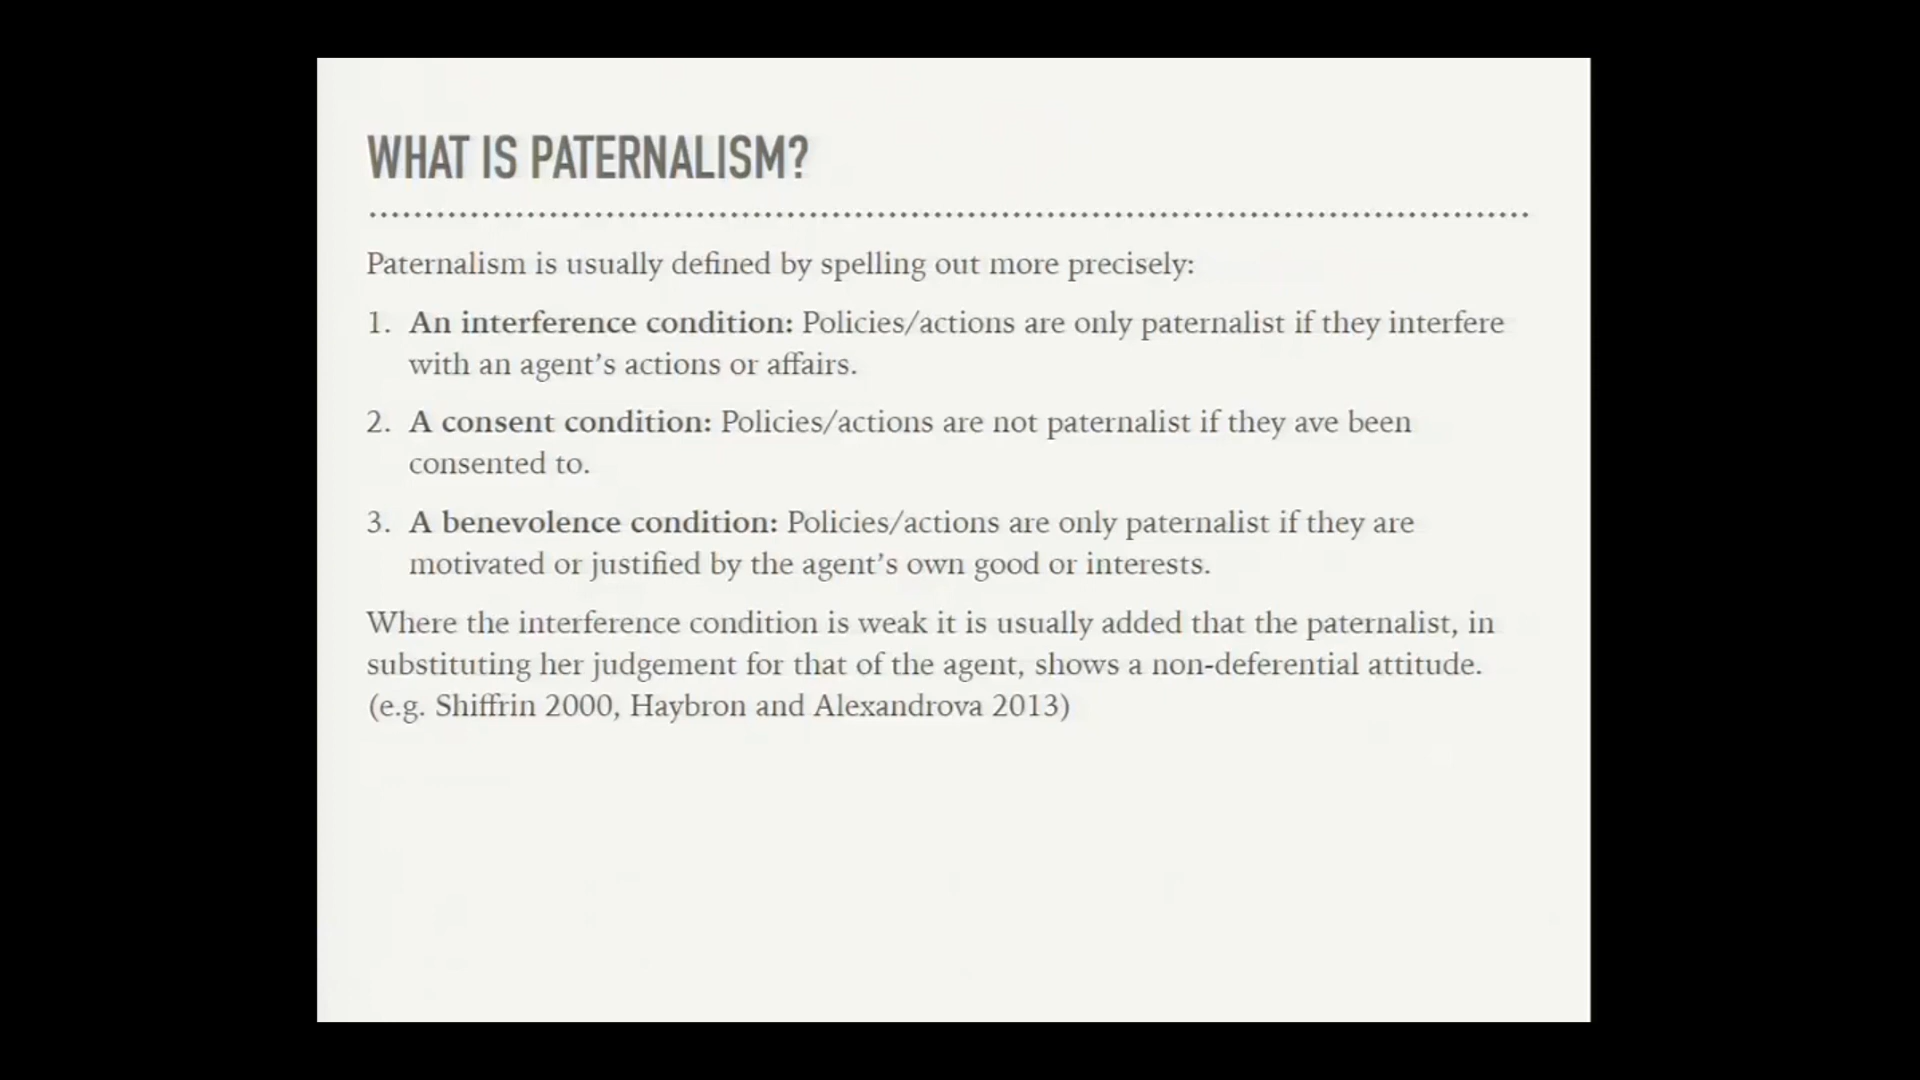 WHAT IS PATERNALISM?
Paternalism is usually defined by spelling out more precisely:
1. An interference condition: Policies/actions are only paternalist if they interfere
with an agent's actions or affairs.
2. A consent condition: Policies/actions are not paternalist if they ave been
consented to.
3. A benevolence condition: Policies/actions are only paternalist if they are
motivated or justified by the agent's own good or interests.
Where the interference condition is weak it is usually added that the paternalist, in
substituting her judgement for that of the agent, shows a non-deferential attitude.
(e.g. Shiffrin 2000, Haybron and Alexandrova 2013)